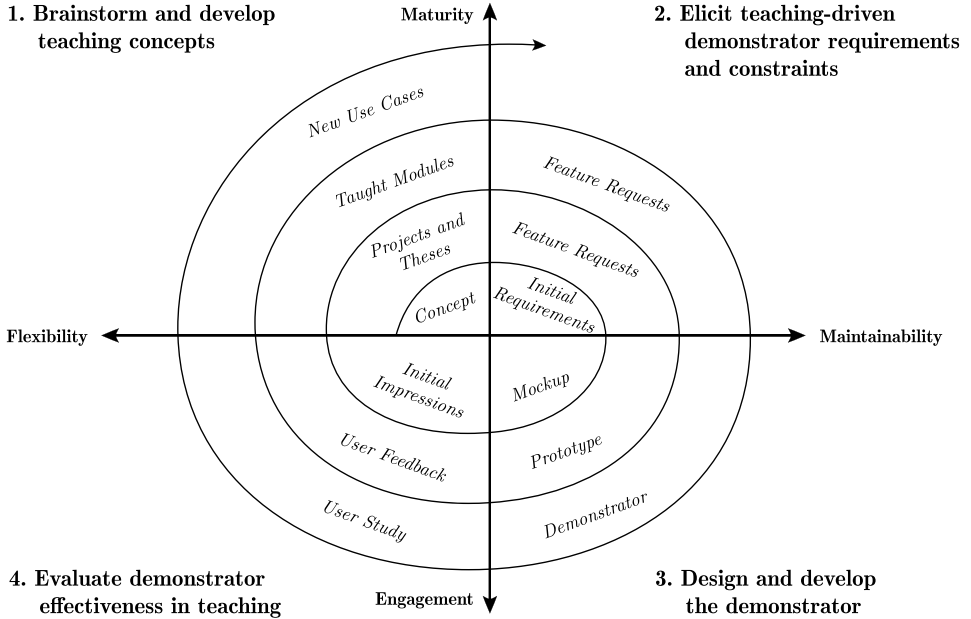 1. Brainstorm and develop
teaching concepts
Maturity
2. Elicit teaching-driven
demonstrator requirements
and constraints
New Use Cases
Taught Modules
Feature Requests
Projects and
Theses
Feature Requests
Concept
Initial
Requirements
Flexibility
Maintainability
Initial
Impressions
Mockup
User Feedback
Prototype
User Study
Demonstrator
4. Evaluate demonstrator
effectiveness in teaching
Engagement
3. Design and develop
the demonstrator